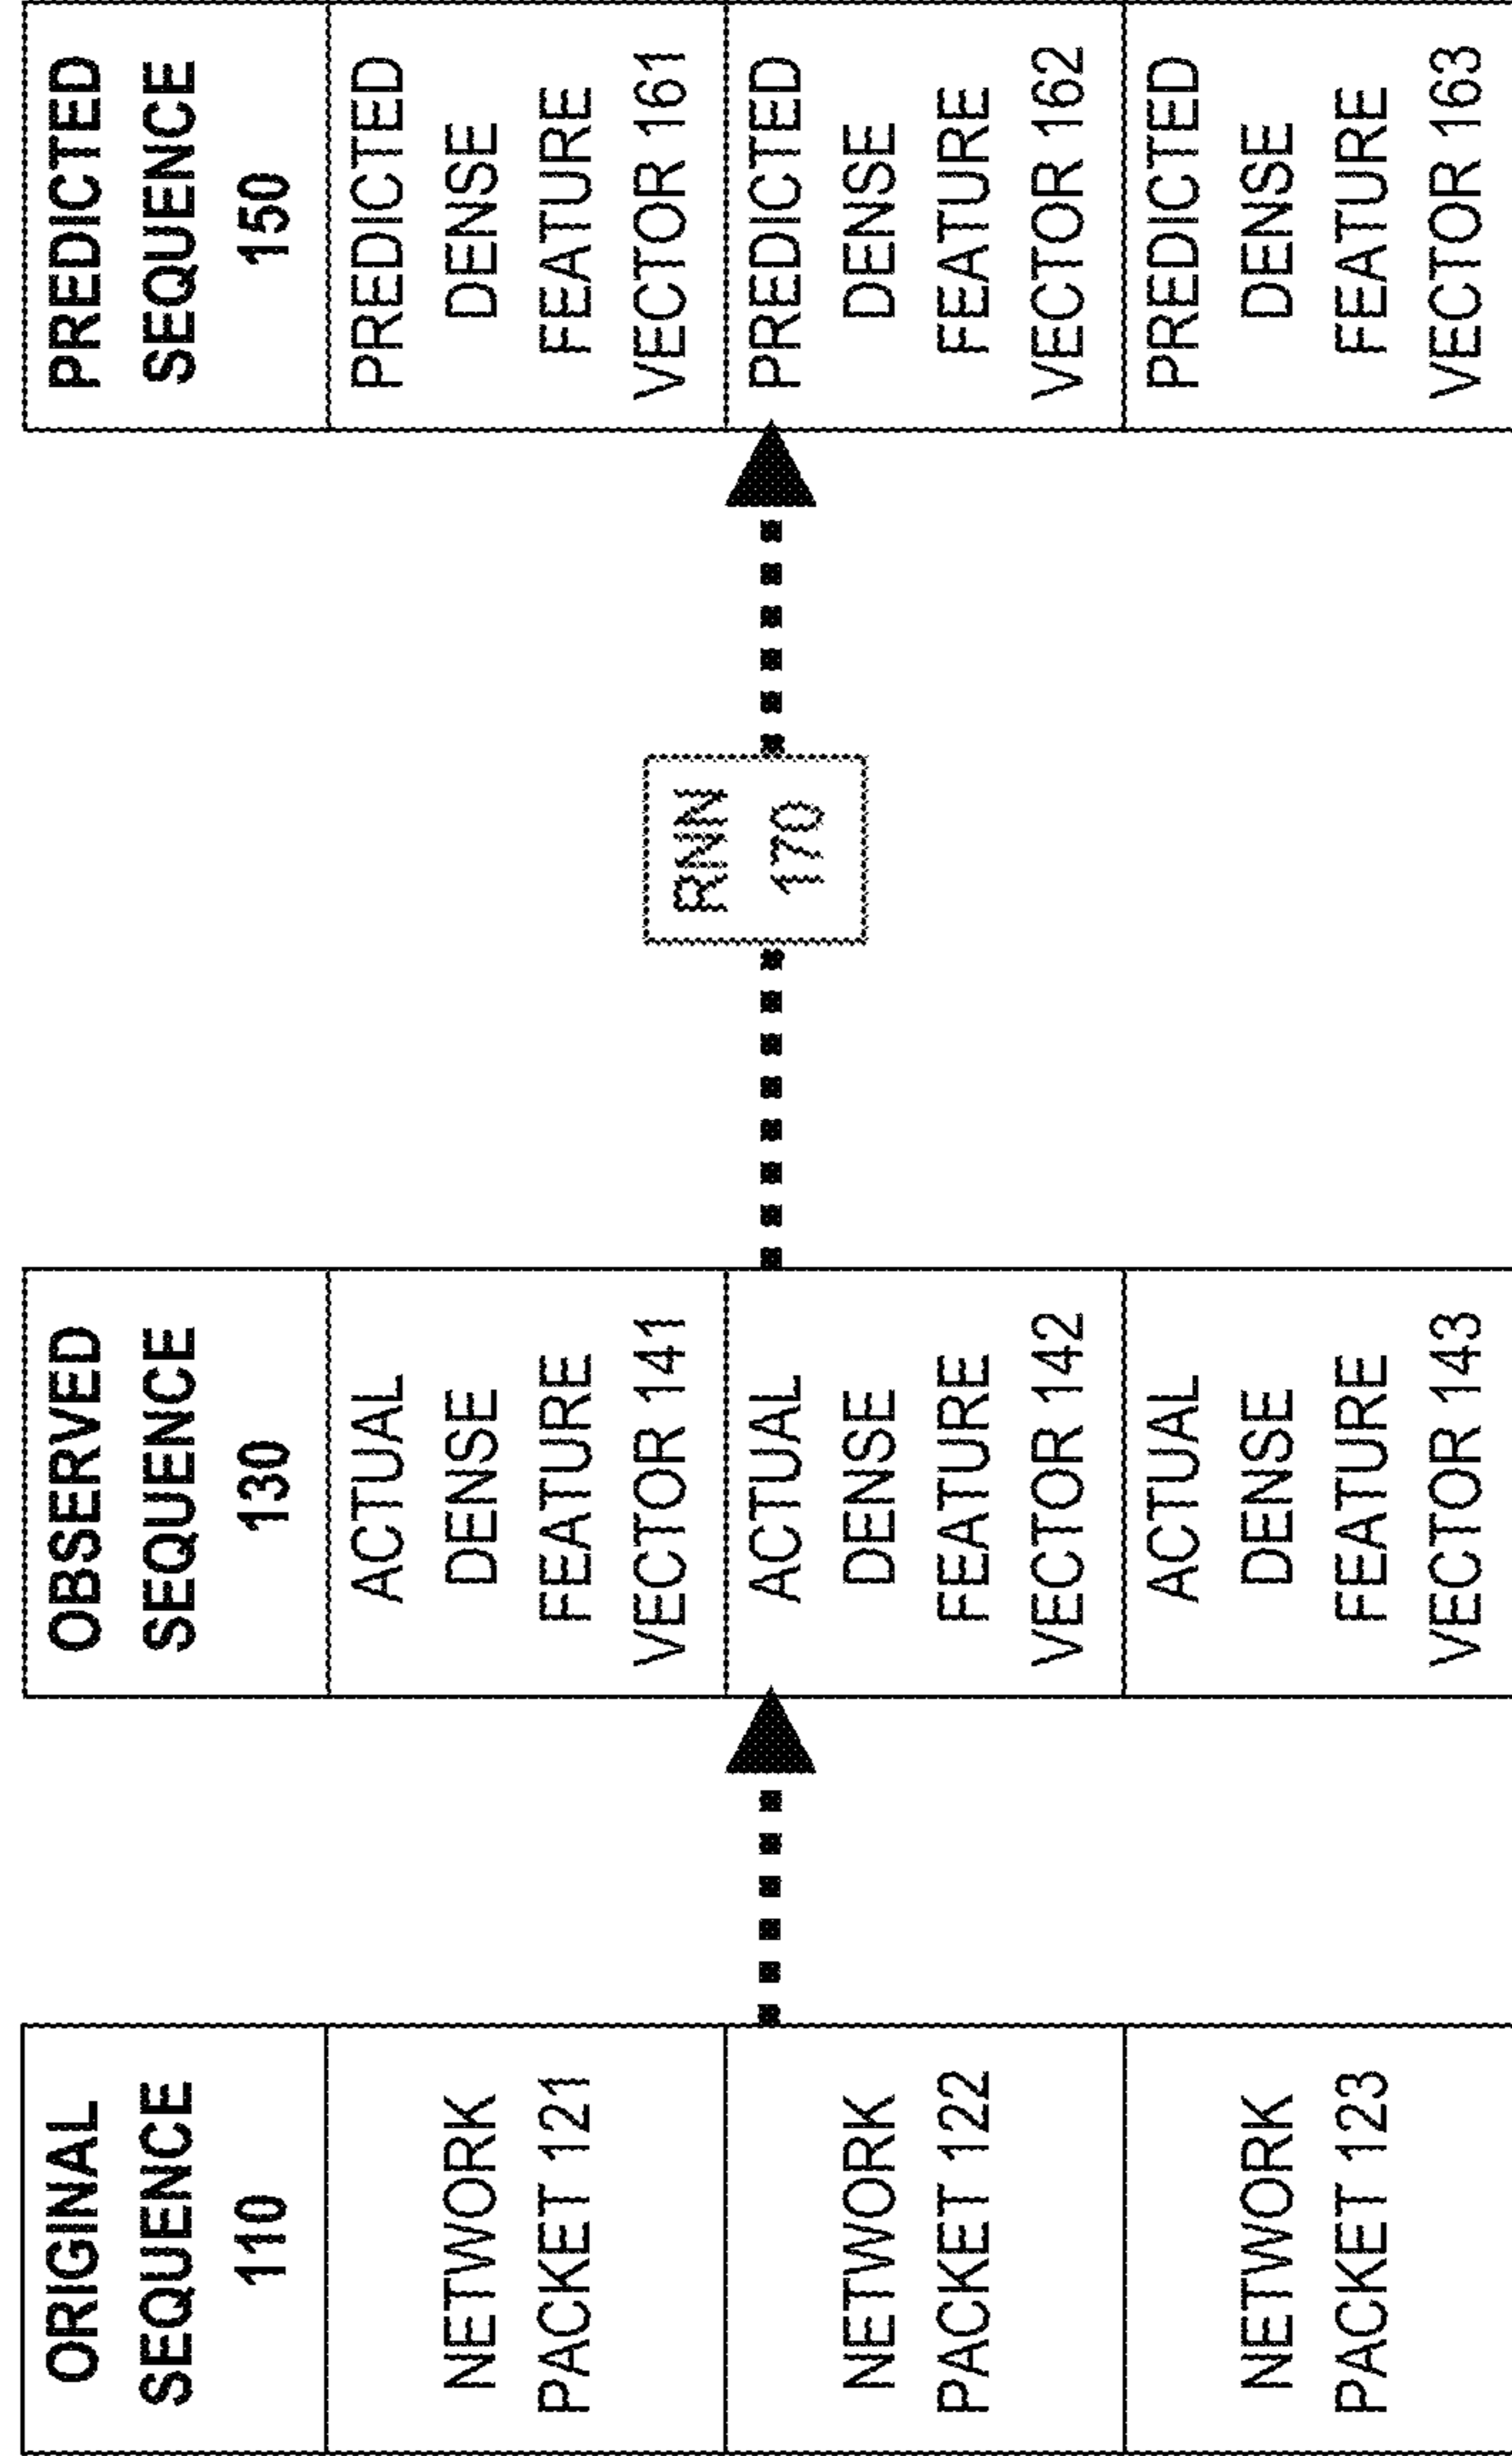 ORIGINAL
SEQUENCE
110
NETWORK
PACKET 121
NETWORK
PACKET 122
NETWORK
PACKET 123
OBSERVED
SEQUENCE
130
ACTUAL
DENSE
FEATURE
VECTOR 141
ACTUAL
DENSE
FEATURE
VECTOR 142
ACTUAL
DENSE
FEATURE
VECTOR 143
RNN
170
PREDICTED
SEQUENCE
150
PREDICTED
DENSE
FEATURE
VECTOR 161
PREDICTED
DENSE
FEATURE
VECTOR 162
PREDICTED
DENSE
FEATURE
VECTOR 163